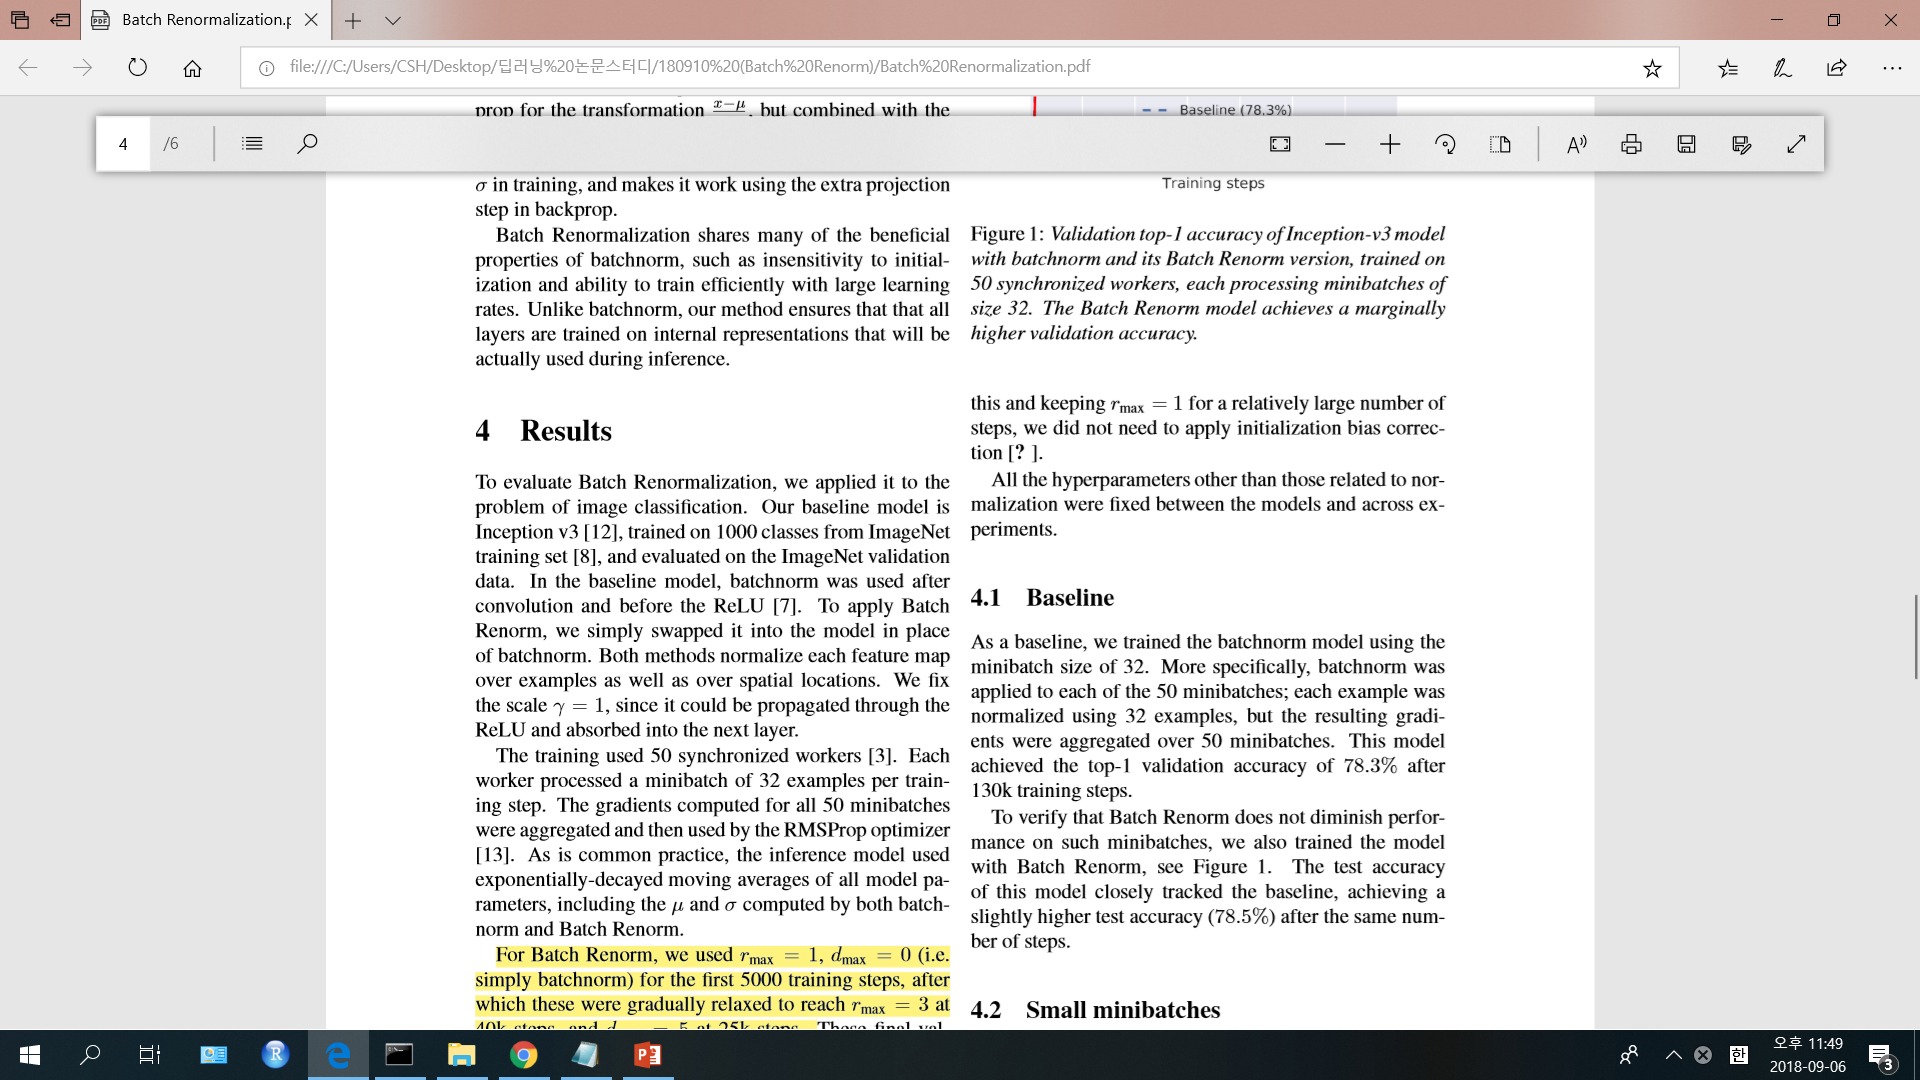 Batch Renormalization.p
file:///C:/Users/CSH/Desktop/딥러닝%20논문스터디/180910%20(Batch%20Renorm)/Batch%20Renormalization.pdf
4 /6
prop for the transformation x−μ, but combined with the
σ in training, and makes it work using the extra projection
step in backprop.
Batch Renormalization shares many of the beneficial
properties of batchnorm, such as insensitivity to initial-
ization and ability to train efficiently with large learning
rates. Unlike batchnorm, our method ensures that that all
layers are trained on internal representations that will be
actually used during inference.
4 Results
To evaluate Batch Renormalization, we applied it to the
problem of image classification. Our baseline model is
Inception v3 [12], trained on 1000 classes from ImageNet
training set [8], and evaluated on the ImageNet validation
data. In the baseline model, batchnorm was used after
convolution and before the ReLU [7]. To apply Batch
Renorm, we simply swapped it into the model in place
of batchnorm. Both methods normalize each feature map
over examples as well as over spatial locations. We fix
the scale γ = 1, since it could be propagated through the
ReLU and absorbed into the next layer.
The training used 50 synchronized workers [3]. Each
worker processed a minibatch of 32 examples per train-
ing step. The gradients computed for all 50 minibatches
were aggregated and then used by the RMSProp optimizer
[13]. As is common practice, the inference model used
exponentially-decayed moving averages of all model pa-
rameters, including the μ and σ computed by both batch-
norm and Batch Renorm.
For Batch Renorm, we used rmax = 1, dmax = 0 (i.e.
simply batchnorm) for the first 5000 training steps, after
which these were gradually relaxed to reach rmax = 3 at
40k steps, and dmax = 5 at 25k steps. These final val-
Baseline (78.3%)
Training steps
Figure 1: Validation top-1 accuracy of Inception-v3 model
with batchnorm and its Batch Renorm version, trained on
50 synchronized workers, each processing minibatches of
size 32. The Batch Renorm model achieves a marginally
higher validation accuracy.
this and keeping rmax = 1 for a relatively large number of
steps, we did not need to apply initialization bias correc-
tion [? ].
All the hyperparameters other than those related to nor-
malization were fixed between the models and across ex-
periments.
4.1 Baseline
As a baseline, we trained the batchnorm model using the
minibatch size of 32. More specifically, batchnorm was
applied to each of the 50 minibatches; each example was
normalized using 32 examples, but the resulting gradi-
ents were aggregated over 50 minibatches. This model
achieved the top-1 validation accuracy of 78.3% after
130k training steps.
To verify that Batch Renorm does not diminish perfor-
mance on such minibatches, we also trained the model
with Batch Renorm, see Figure 1. The test accuracy
of this model closely tracked the baseline, achieving a
slightly higher test accuracy (78.5%) after the same num-
ber of steps.
4.2 Small minibatches
한
오후 11:49
2018-09-06
3